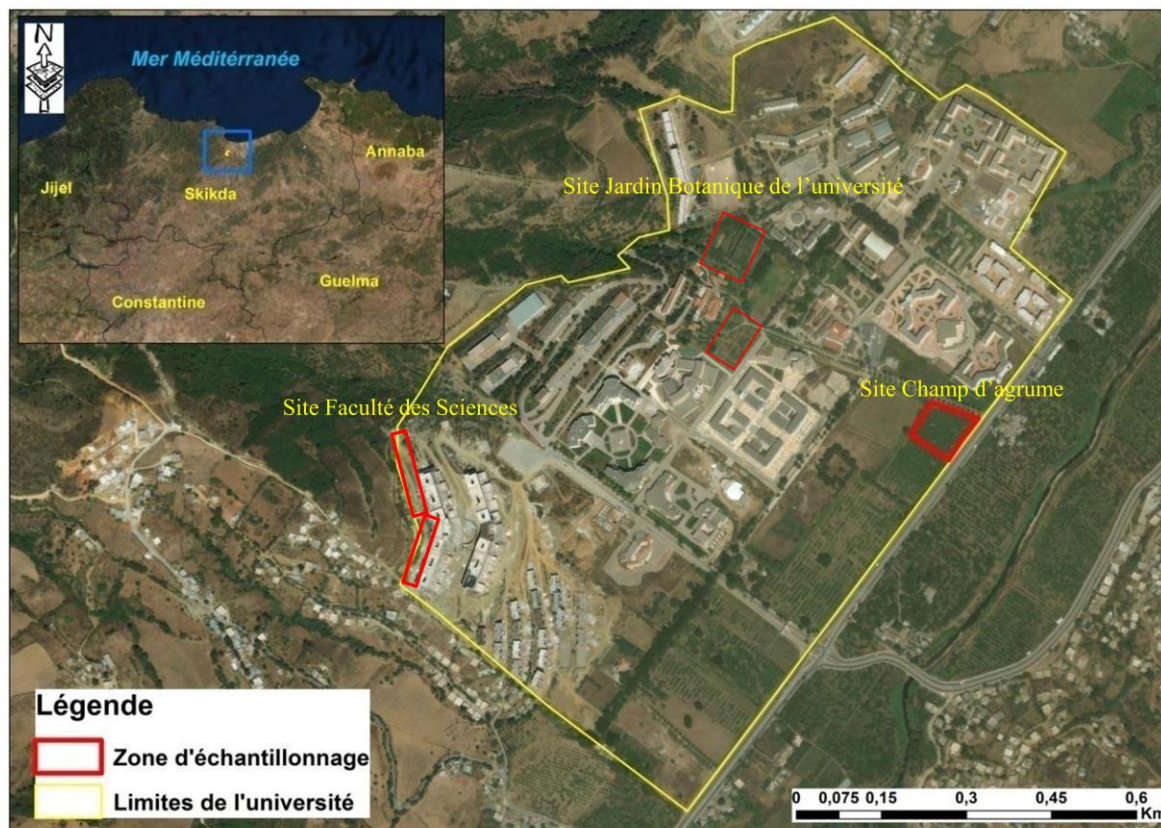 N
Mer Méditérranée
Annaba
Jijel
Skikda
Guelma
Constantine
Site Jardin Botanique de l'université
Site Champ d'agrume
Site Faculté des Sciences
Légende
Zone d'échantillonnage
Limites de l'université
0 0,075 0,15 0,3 0,45 0,6
Km